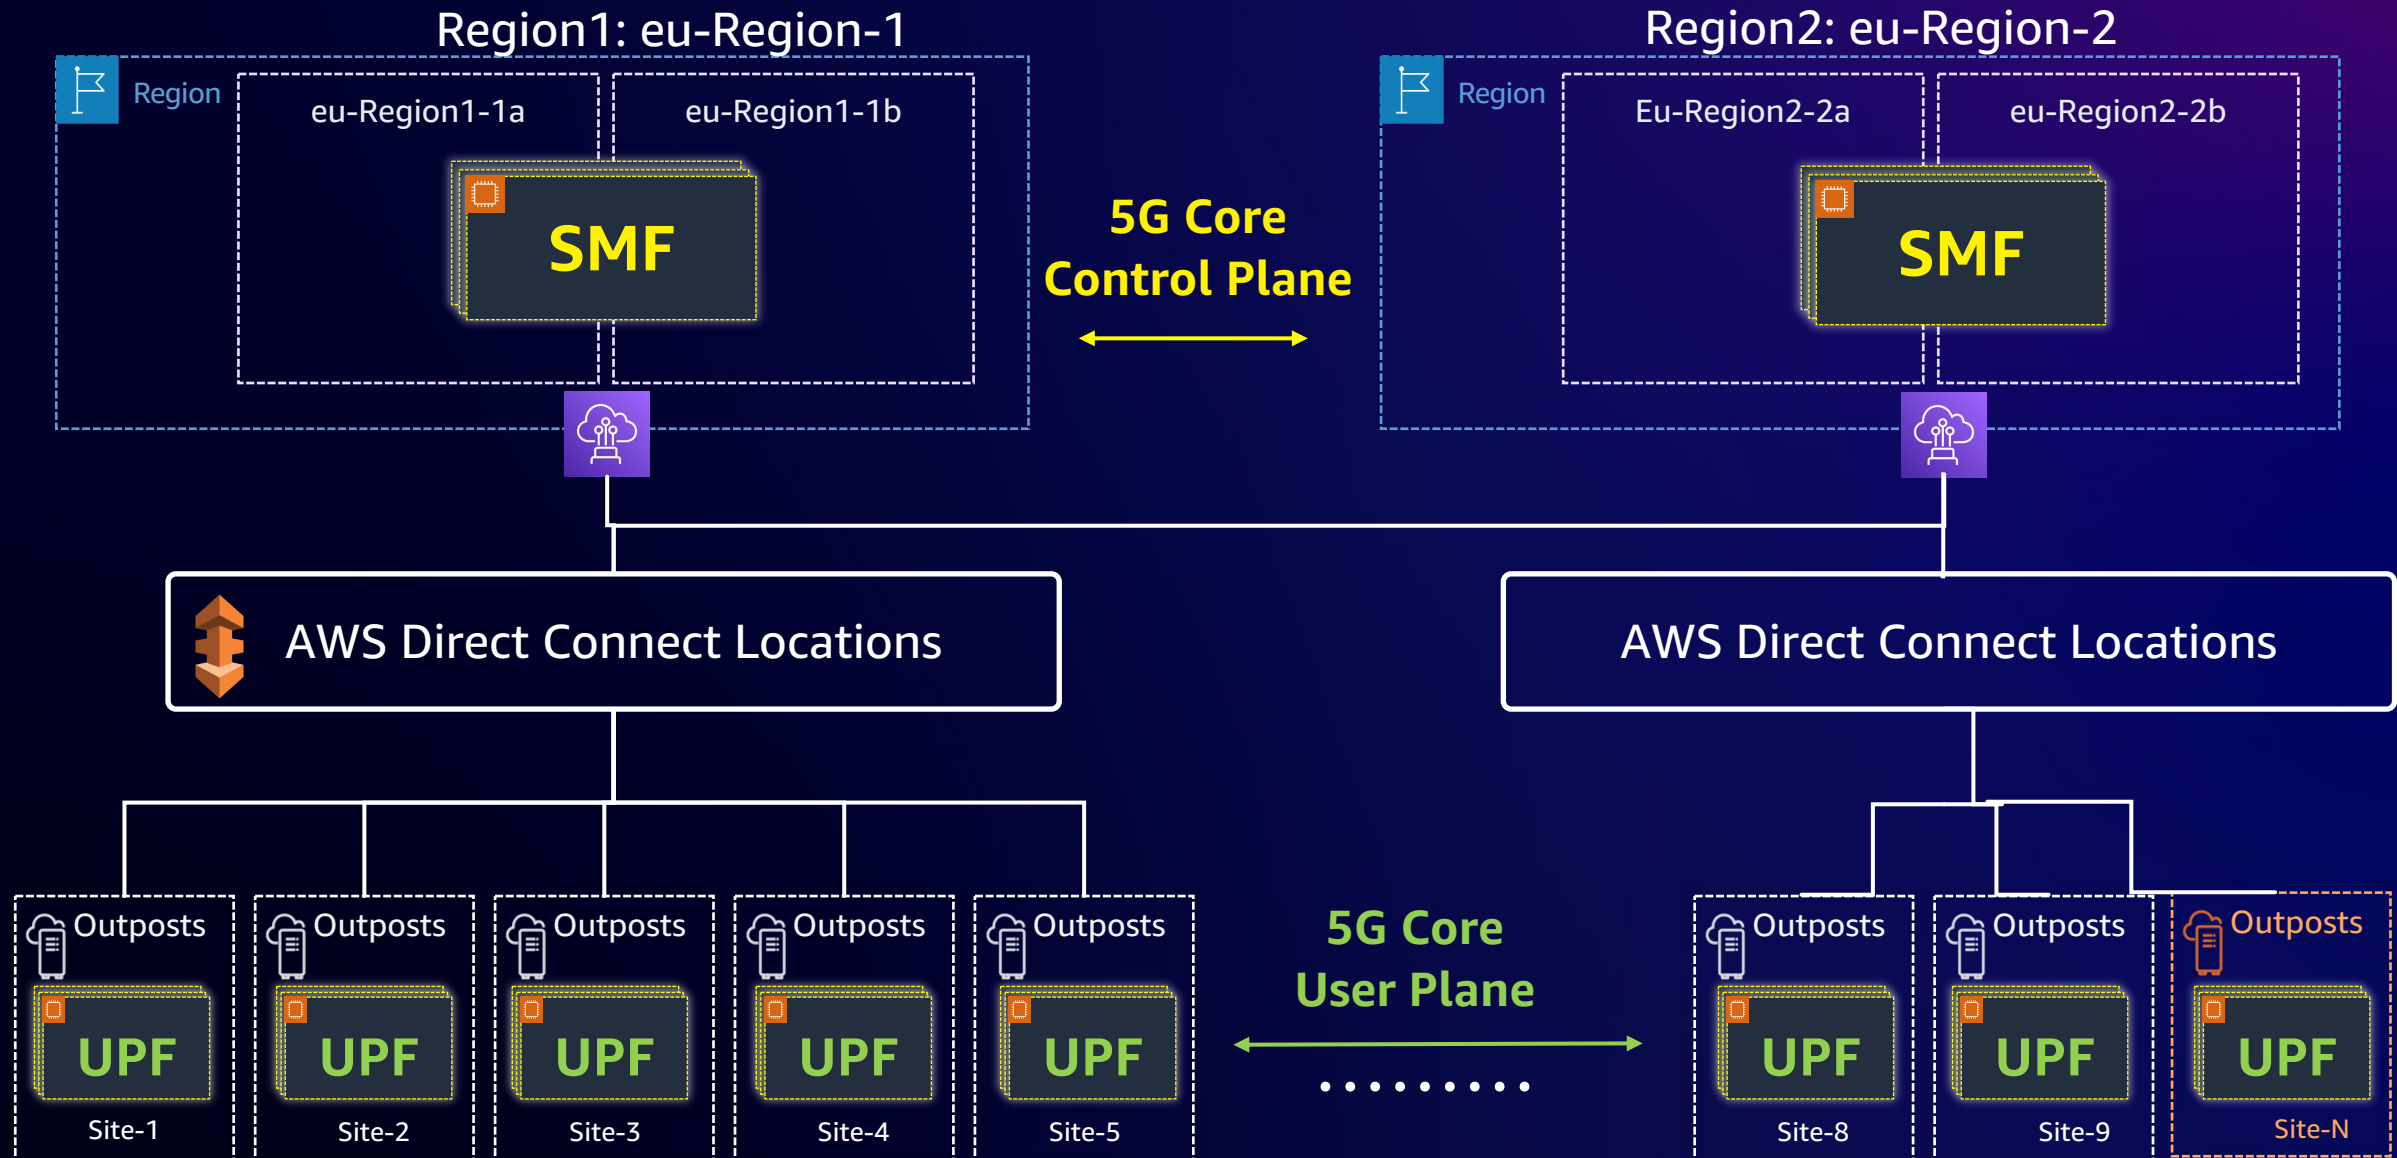 Region1: eu-Region-1
Region2: eu-Region-2
Region
eu-Region1-1a
eu-Region1-1b
SMF
5G Core
Control Plane
Region
Eu-Region2-2a
eu-Region2-2b
SMF
AWS Direct Connect Locations
AWS Direct Connect Locations
Outposts
UPF
Site-1
Outposts
UPF
Site-2
Outposts
UPF
Site-3
Outposts
UPF
Site-4
Outposts
UPF
Site-5
5G Core
User Plane
Outposts
UPF
Site-8
Outposts
UPF
Site-9
Outposts
UPF
Site-N